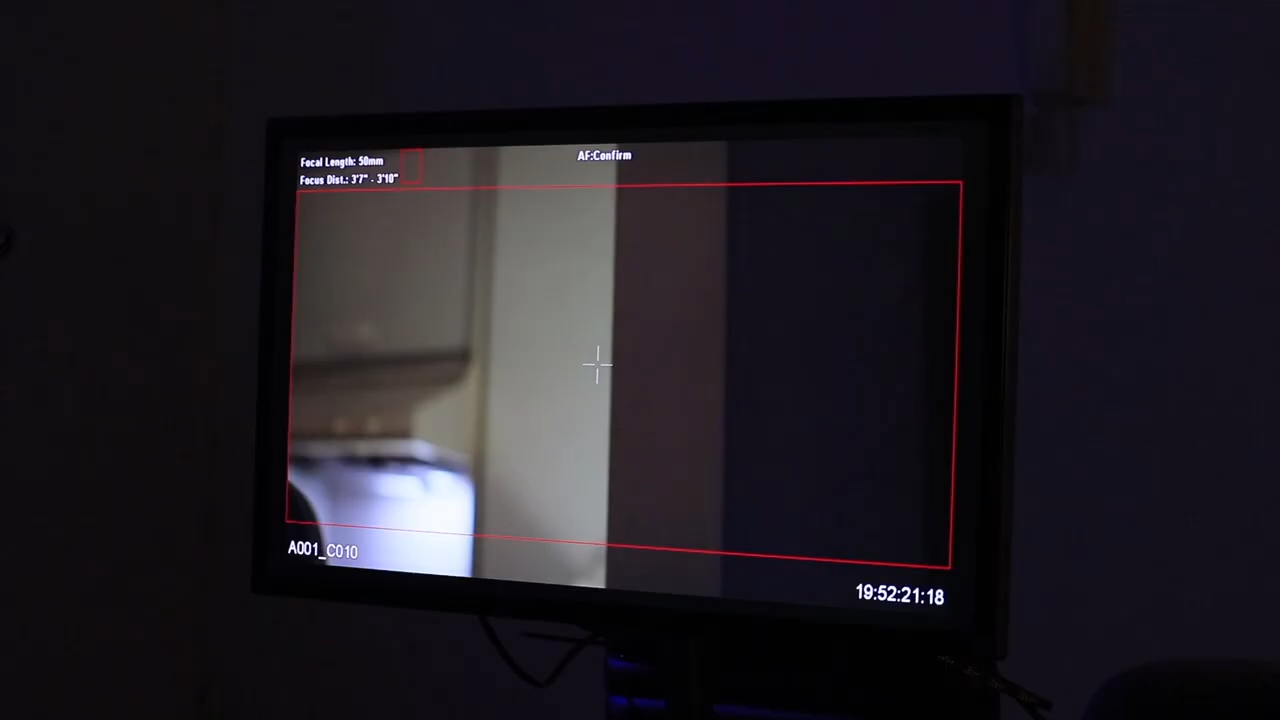 Focal Length: 50mm
AF:Confirm
Focus Dist.: 3'7" - 3'10"
A001_C010
19:52:21:18